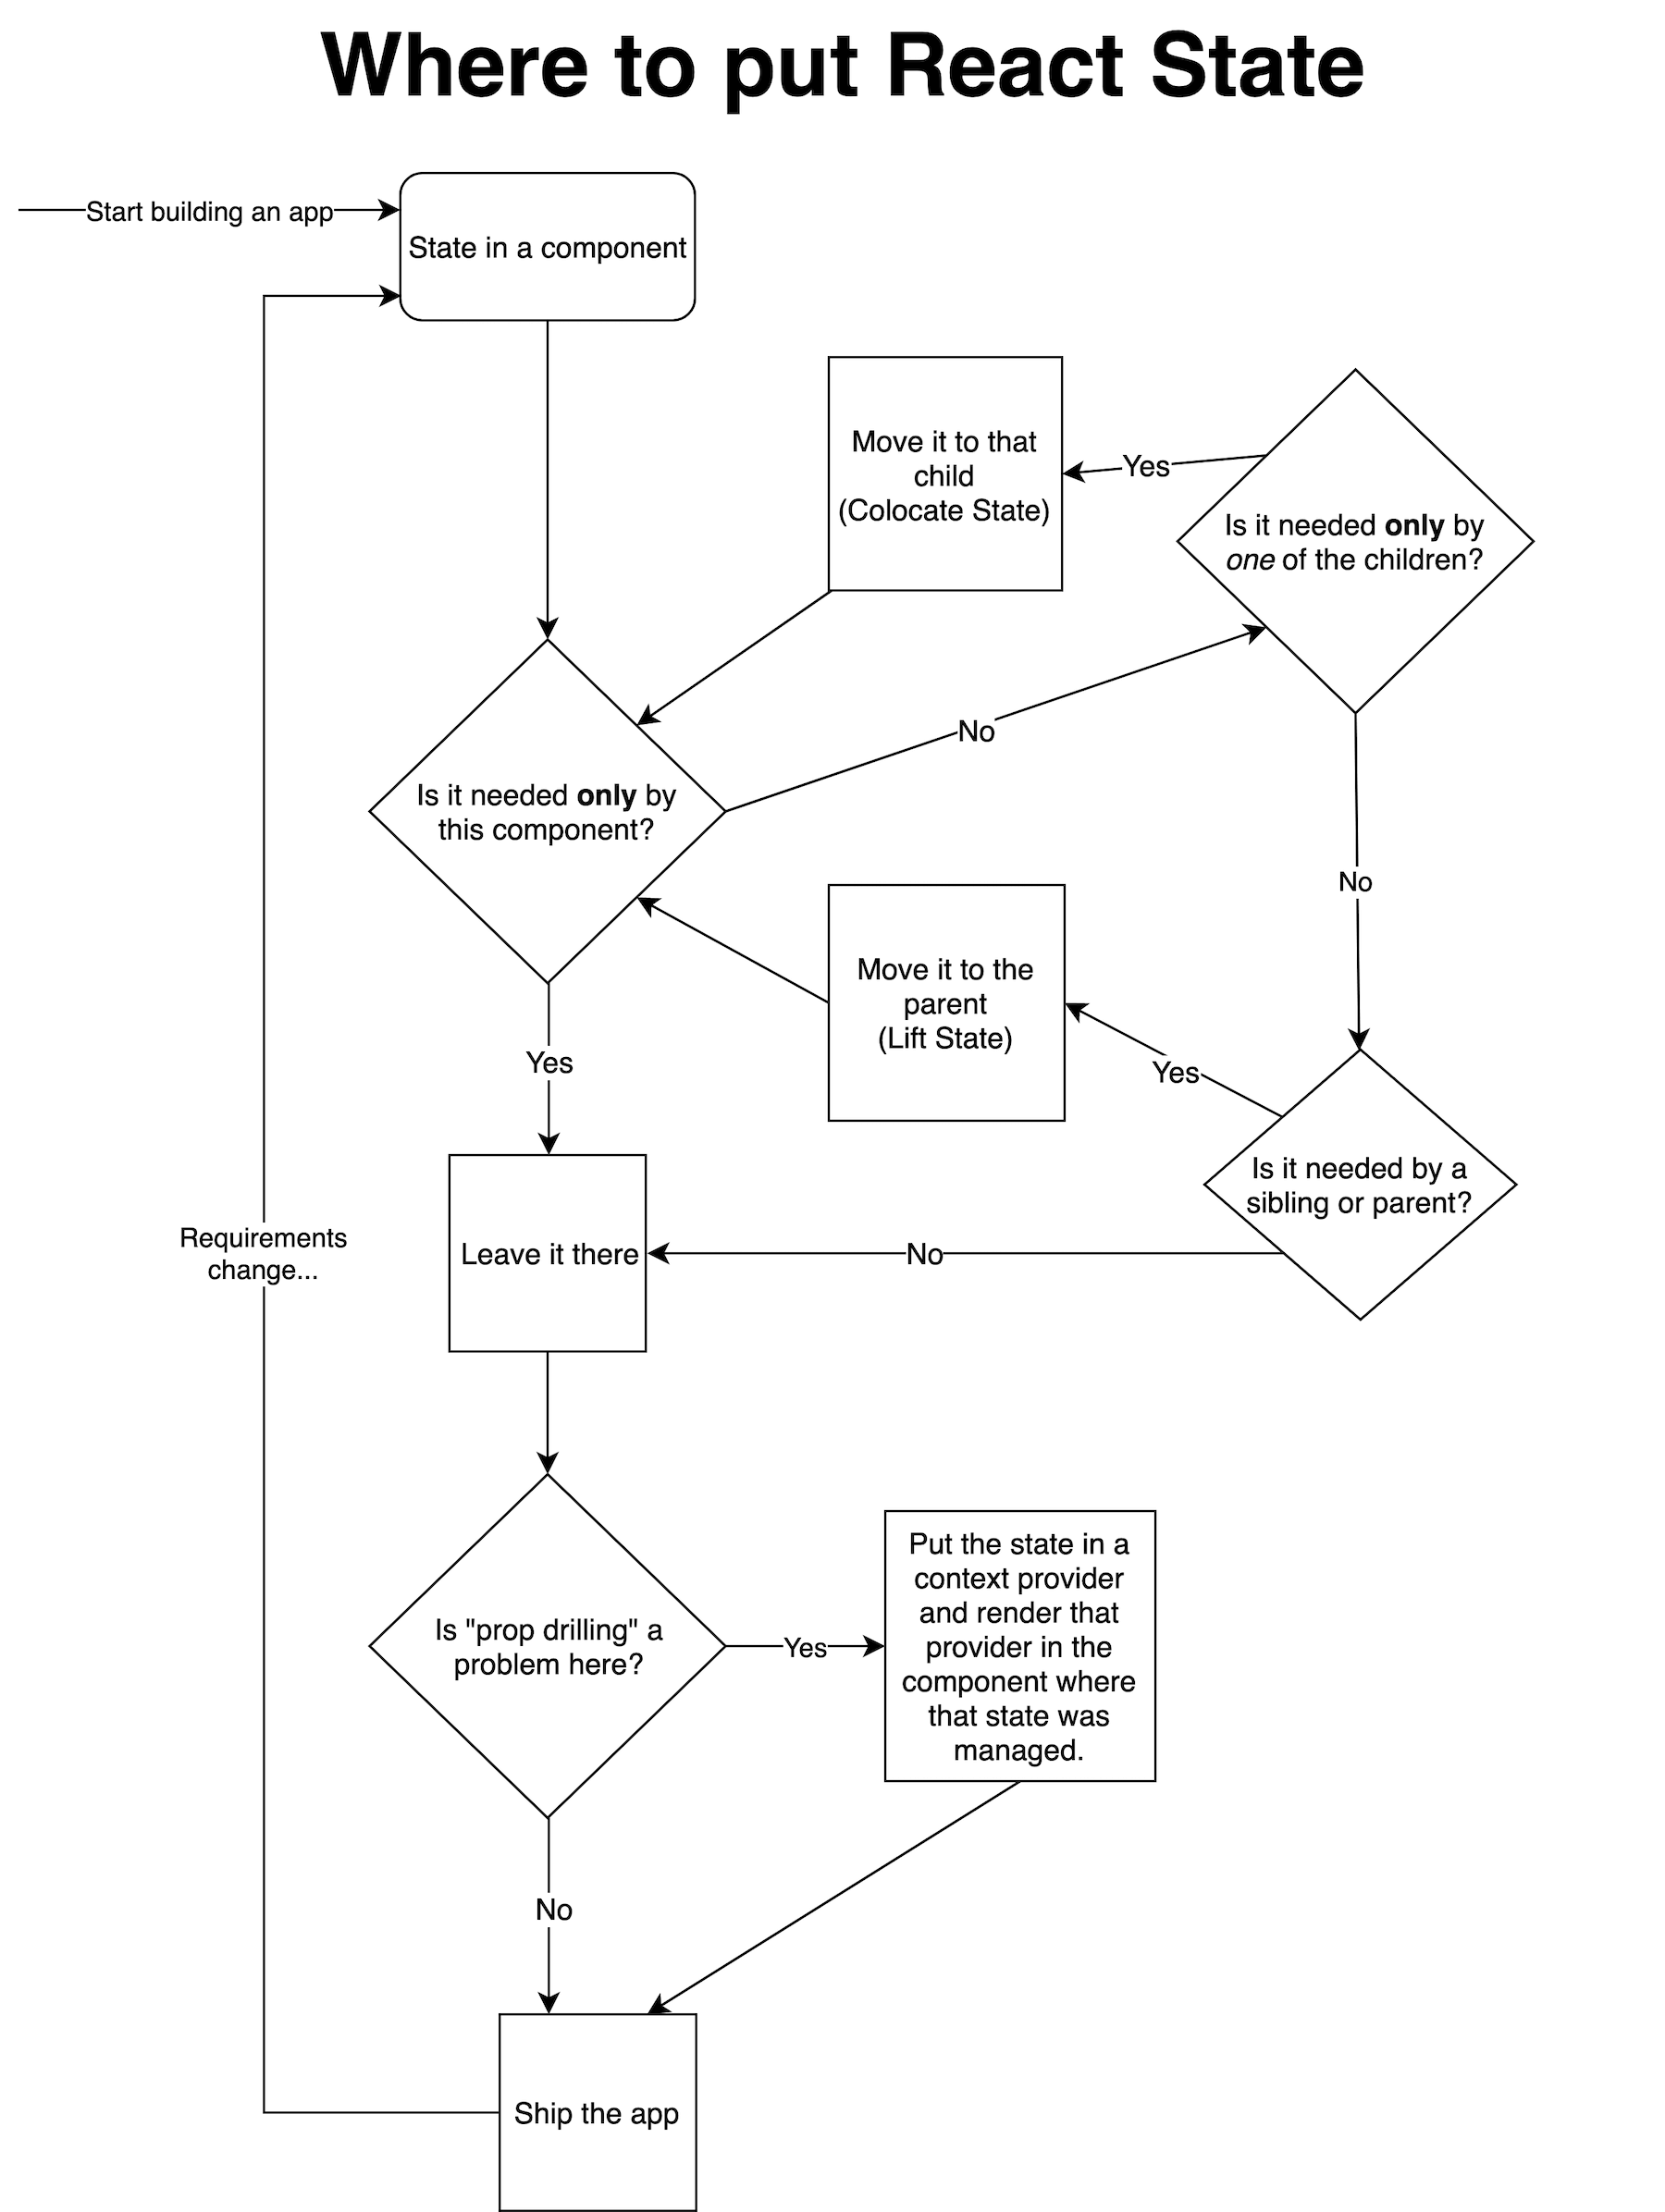 Where to put React State
Start building an app
State in a component
Move it to that
child
(Colocate State)
Yes
Is it needed only by
one of the children?
No
Is it needed only by
this component?
No
Move it to the
parent
(Lift State)
Yes
Yes
Is it needed by a
sibling or parent?
Requirements
change...
Leave it there
No
Is "prop drilling" a
problem here?
Yes
Put the state in a
context provider
and render that
provider in the
component where
that state was
managed.
No
Ship the app